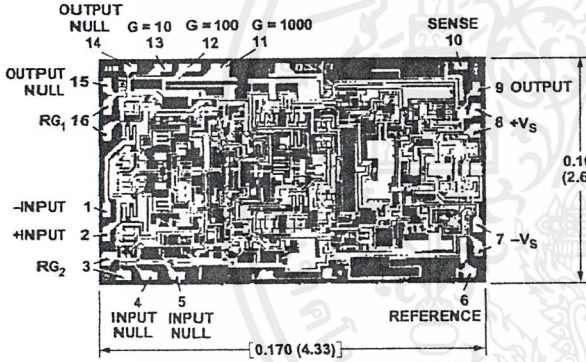 OUTPUT NULL 14
G = 10 13
G = 100 12
G = 1000 11
SENSE 10
OUTPUT NULL 15
RG1 16
–INPUT 1
+INPUT 2
RG2 3
4 INPUT NULL
5 INPUT NULL
9 OUTPUT
8 +VS
7 –VS
6 REFERENCE
0.170 (4.33)